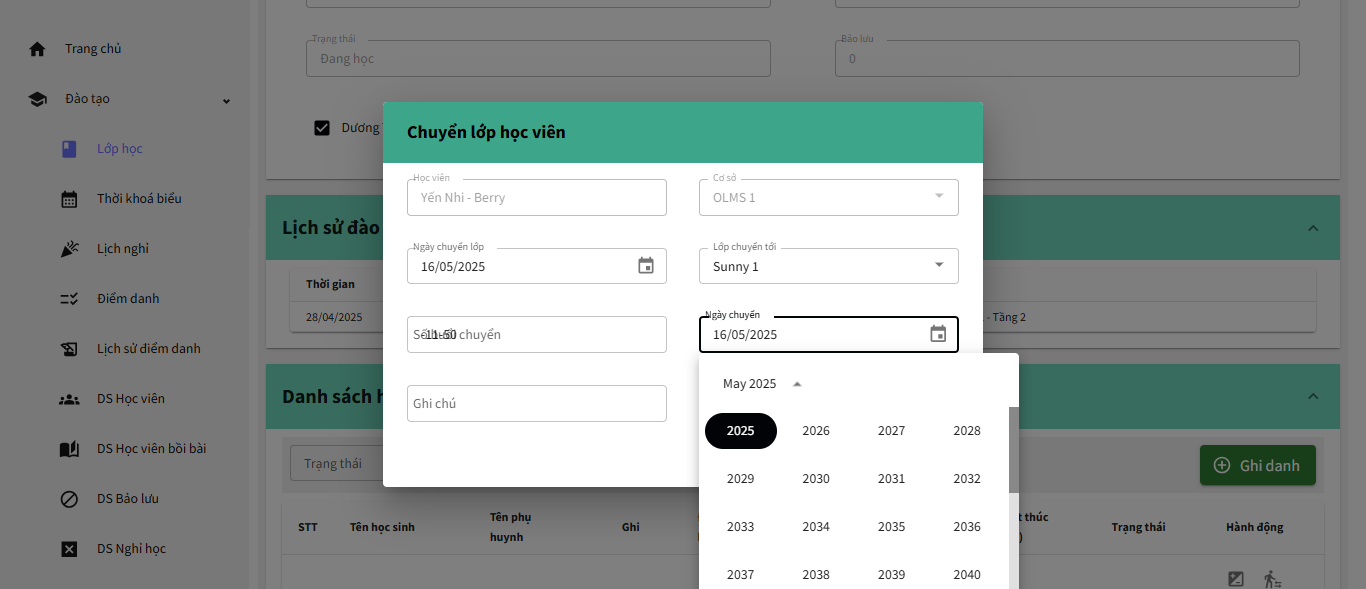 Trang chủ
Đào tạo
Lớp học
Thời khoá biểu
Lịch nghỉ
Điểm danh
Lịch sử điểm danh
DS Học viên
DS Học viên bồi bài
DS Bảo lưu
DS Nghỉ học
Trạng thái
Đang học
Bảo lưu
0
Dương
Lịch sử đào
Thời gian
28/04/2025
- Tầng 2
Danh sách h
Trạng thái
Ghi danh
STT
Tên học sinh
Tên phụ
huynh
Ghi
t thúc
)
Trạng thái
Hành động
Chuyển lớp học viên
Học viên
Yến Nhi - Berry
Cơ sở
OLMS 1
Ngày chuyển lớp
16/05/2025
Lớp chuyển tới
Sunny 1
Số buổi chuyển
-11-50
Ngày chuyển
16/05/2025
Ghi chú
May 2025
2025 2026 2027 2028
2029 2030 2031 2032
2033 2034 2035 2036
2037 2038 2039 2040